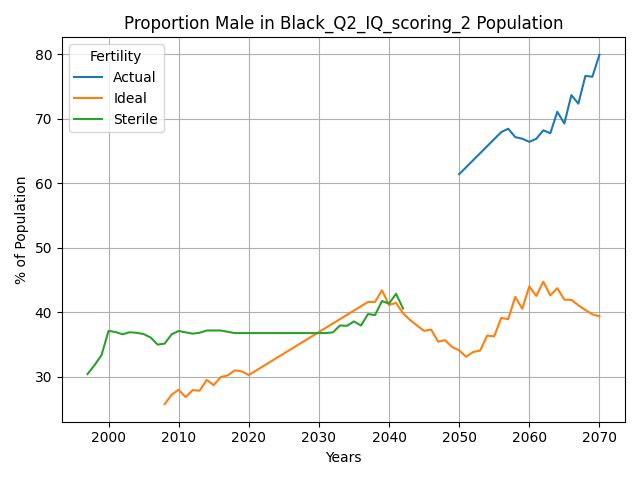 Proportion Male in Black_Q2_IQ_scoring_2 Population
Fertility
Actual
Ideal
Sterile
% of Population
80
70
60
50
40
30
2000 2010 2020 2030 2040 2050 2060 2070
Years